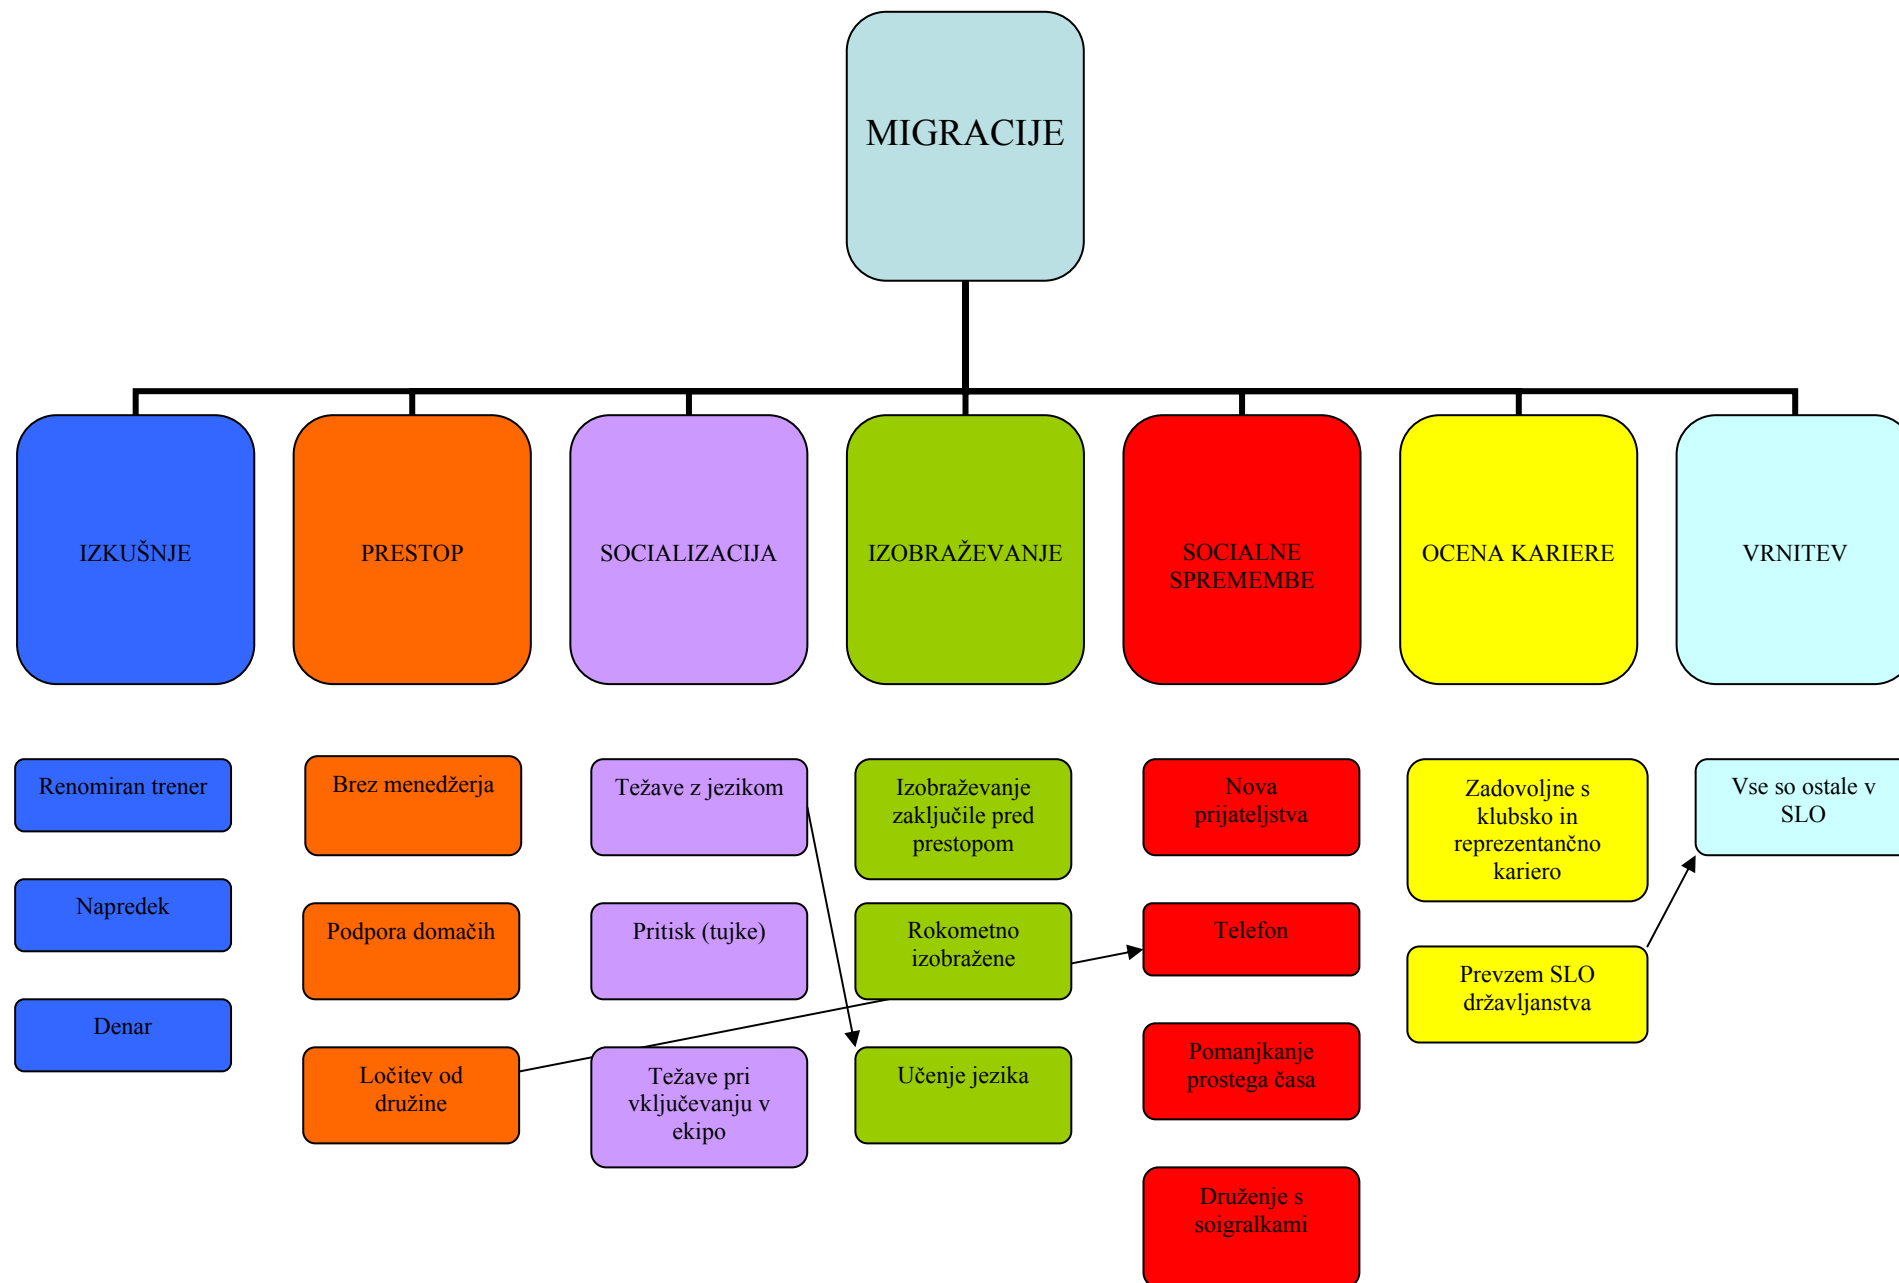 MIGRACIJE
IZKUŠNJE
PRESTOP
SOCIALIZACIJA
IZOBRAŽEVANJE
SOCIALNE
SPREMEMBE
OCENA KARIERE
VRNITEV
Renomiran trener
Napredek
Denar
Brez menedžerja
Podpora domačih
Ločitev od
družine
Težave z jezikom
Pritisk (tujke)
Težave pri
vključevanju v
ekipo
Izobraževanje
zaključile pred
prestopom
Rokometno
izobražene
Učenje jezika
Nova
prijateljstva
Telefon
Pomanjkanje
prostega časa
Druženje s
soigralkami
Zadovoljne s
klubsko in
reprezentančno
kariero
Prevzem SLO
državljanstva
Vse so ostale v
SLO